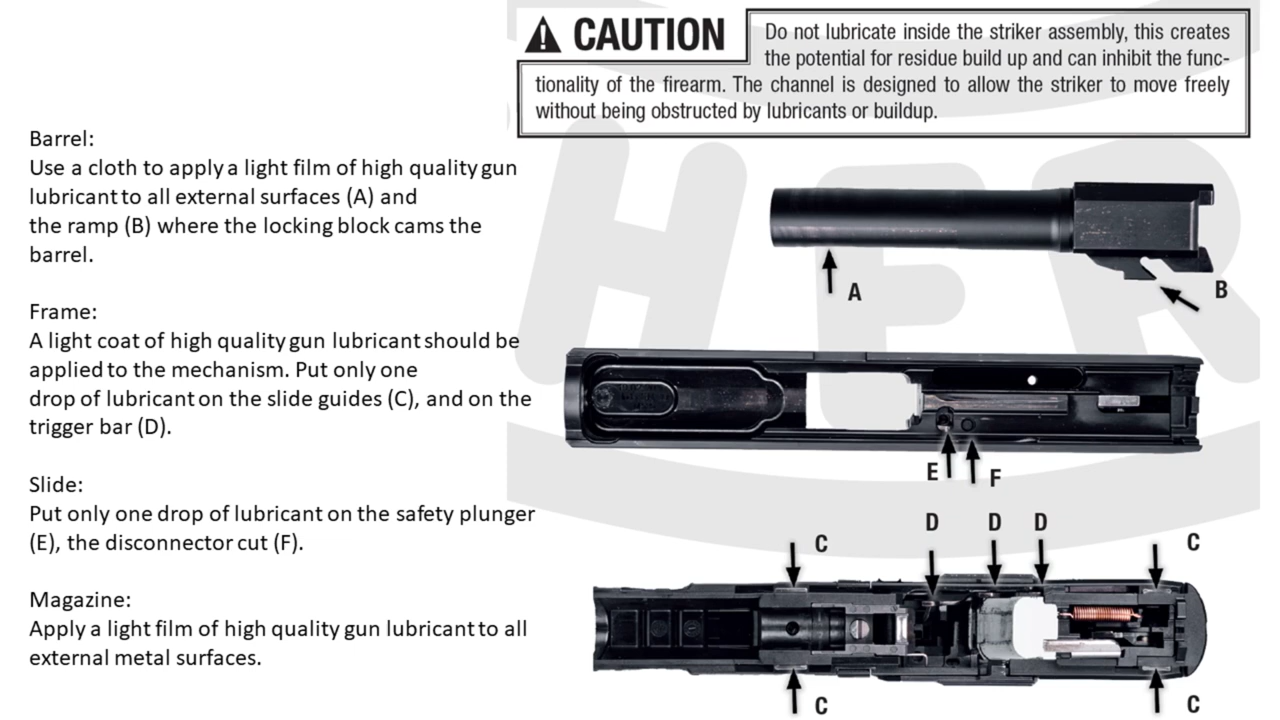 CAUTION
Do not lubricate inside the striker assembly, this creates
the potential for residue build up and can inhibit the func-
tionality of the firearm. The channel is designed to allow the striker to move freely
without being obstructed by lubricants or buildup.
Barrel:
Use a cloth to apply a light film of high quality gun
lubricant to all external surfaces (A) and
the ramp (B) where the locking block cams the
barrel.
Frame:
A light coat of high quality gun lubricant should be
applied to the mechanism. Put only one
drop of lubricant on the slide guides (C), and on the
trigger bar (D).
Slide:
Put only one drop of lubricant on the safety plunger
(E), the disconnector cut (F).
Magazine:
Apply a light film of high quality gun lubricant to all
external metal surfaces.
A
B
E
F
D D D
C C
C C
HER